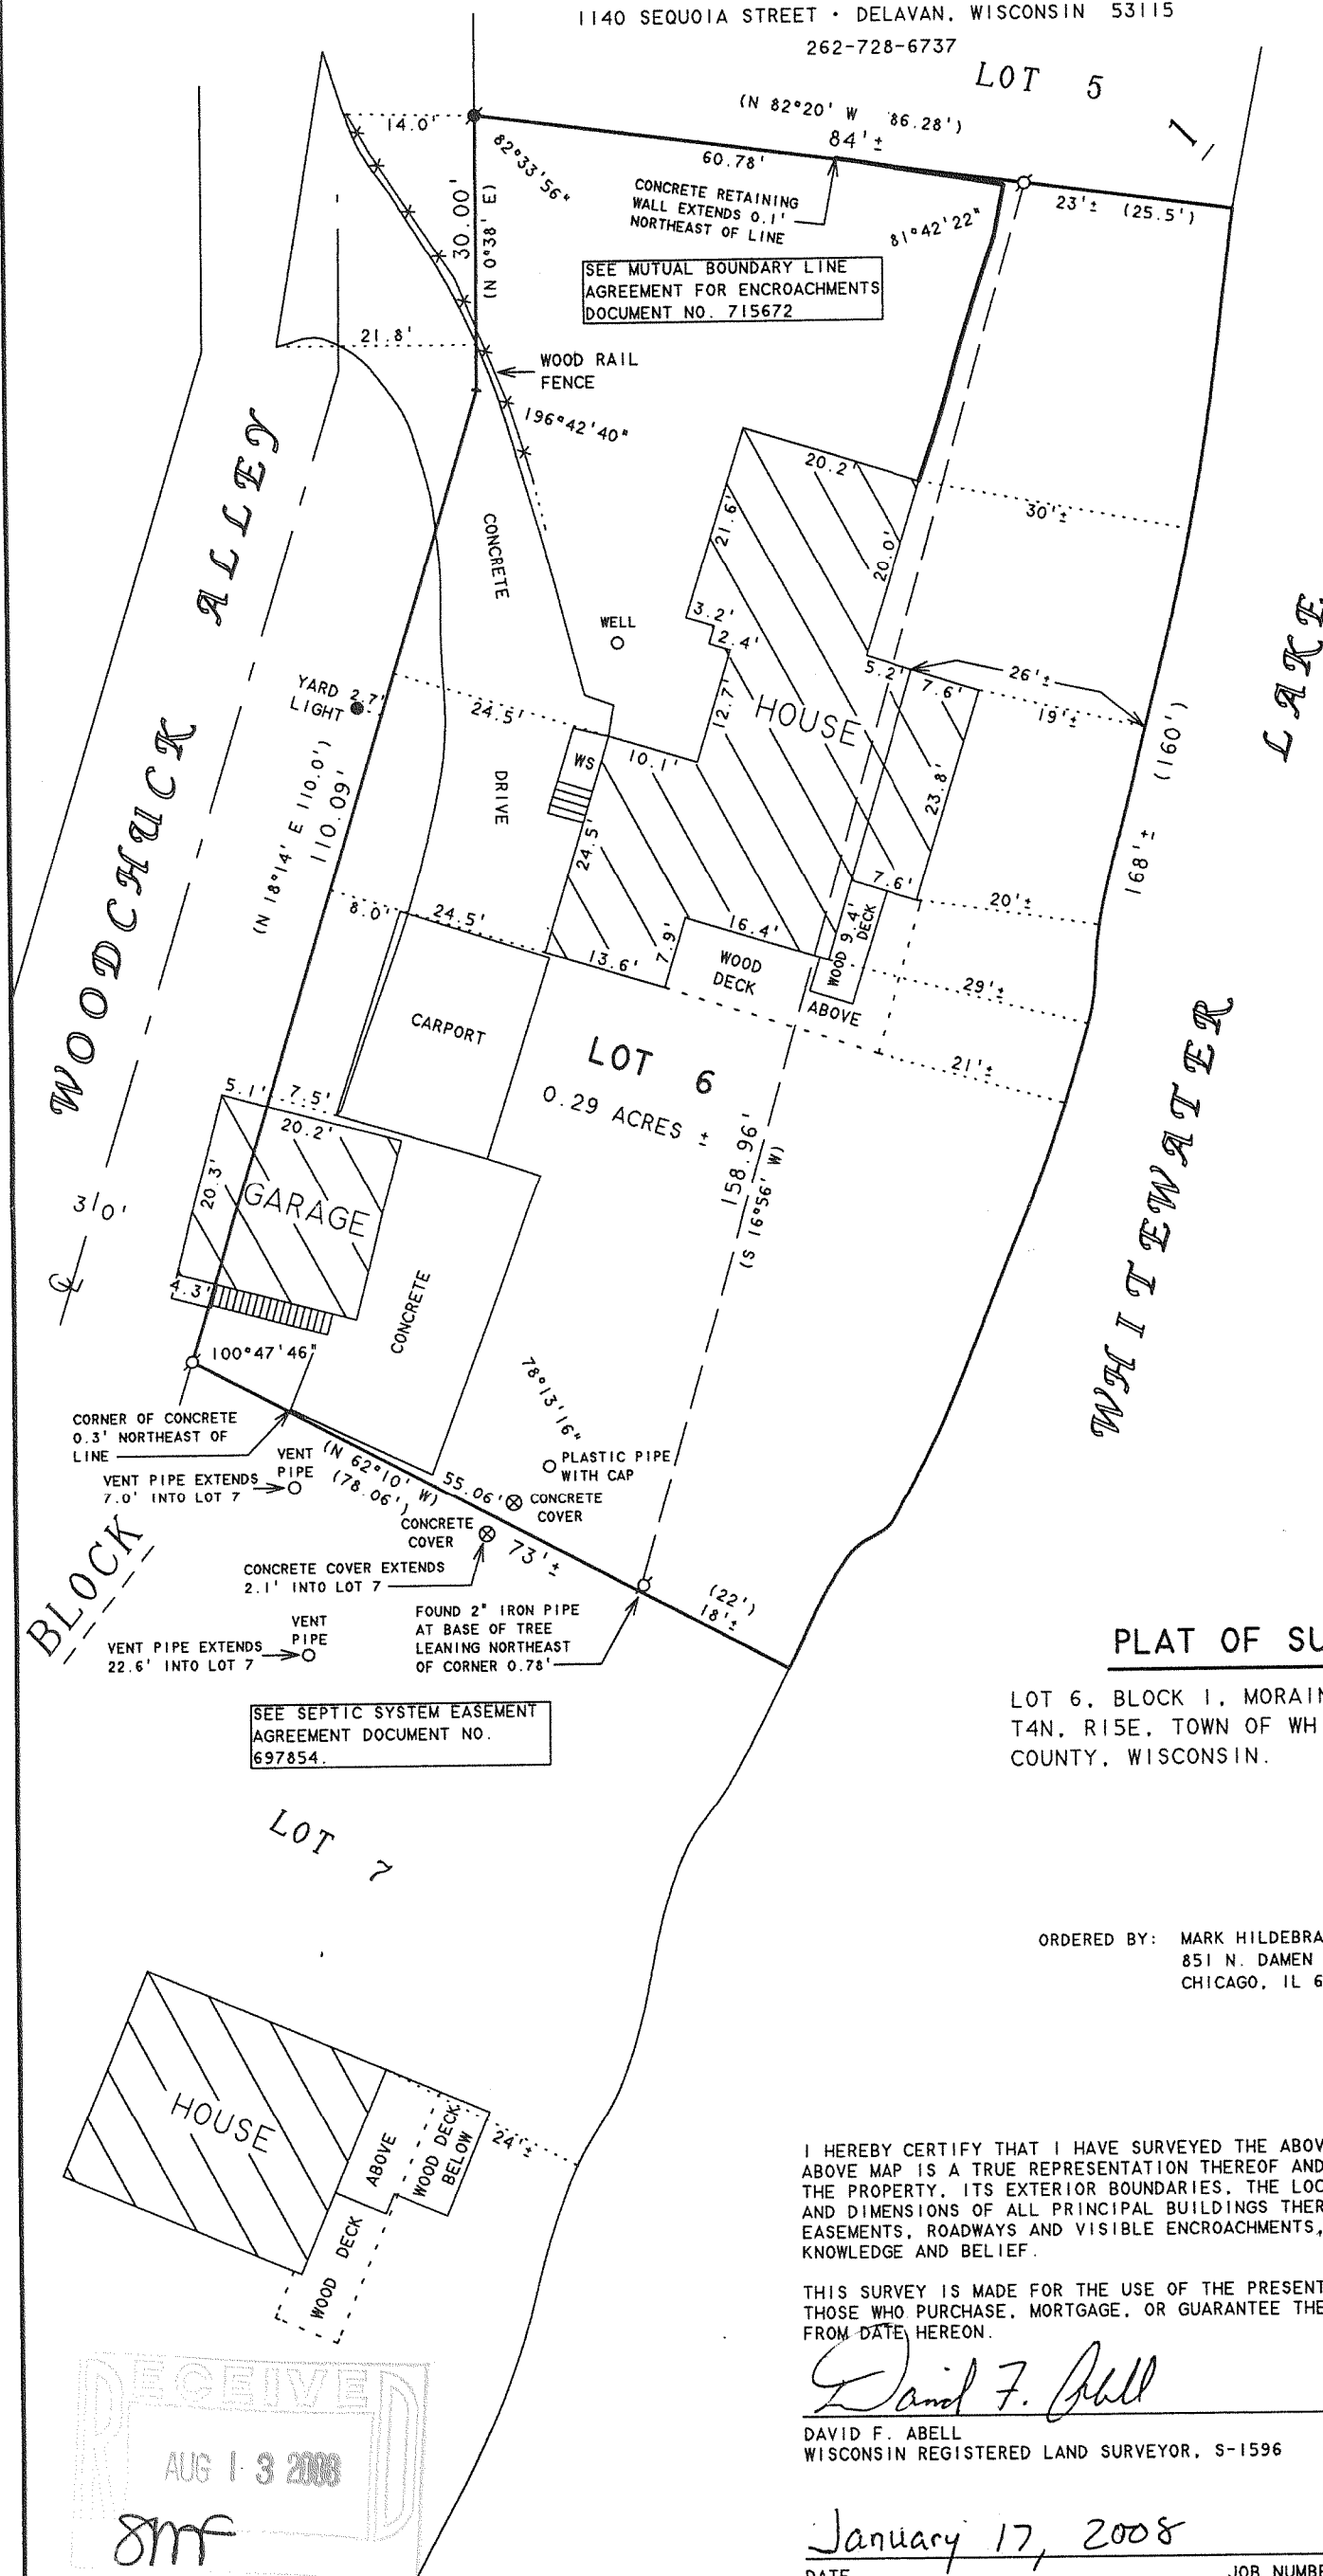 1140 SEQUOIA STREET • DELAVAN, WISCONSIN 53115
262-728-6737
LOT 5
(N 82°20' W 86.28')
84'±
14.0'
60.78'
82°33'56"
30.00'
(N 0°38' E)
CONCRETE RETAINING
WALL EXTENDS 0.1'
NORTHEAST OF LINE
81°42'22"
23'± (25.5')
1
SEE MUTUAL BOUNDARY LINE
AGREEMENT FOR ENCROACHMENTS
DOCUMENT NO. 715672
21.8'
WOOD RAIL
FENCE
196°42'40"
20.2'
21.6'
20.0'
30'±
CONCRETE
DRIVE
WELL
3.2'
2.4'
12.7'
HOUSE
5.2'
7.6'
26'±
19'±
YARD
LIGHT
2.7'
24.5'
WS
10.1'
24.5'
23.8'
168'± (160')
LAKE
WOODCHUCK ALLEY
(N 18°14' E 110.0')
110.09'
8.0'
24.5'
13.6'
7.9'
16.4'
7.6'
20'±
WOOD
DECK
WOOD 9.4'
DECK
ABOVE
29'±
21'±
CARPORT
LOT 6
0.29 ACRES ±
158.96'
(S 16°56' W)
WHITEWATER
5.1'
7.5'
20.2'
20.3'
GARAGE
310'
4.3'
CONCRETE
100°47'46"
78°13'16"
CORNER OF CONCRETE
0.3' NORTHEAST OF
LINE
VENT
PIPE
VENT PIPE EXTENDS
7.0' INTO LOT 7
(N 62°10' W)
(78.06')
55.06'
73'±
PLASTIC PIPE
WITH CAP
CONCRETE
COVER
CONCRETE
COVER
CONCRETE COVER EXTENDS
2.1' INTO LOT 7
BLOCK
VENT
PIPE
VENT PIPE EXTENDS
22.6' INTO LOT 7
FOUND 2" IRON PIPE
AT BASE OF TREE
LEANING NORTHEAST
OF CORNER 0.78'
(22')
18'±
SEE SEPTIC SYSTEM EASEMENT
AGREEMENT DOCUMENT NO.
697854.
PLAT OF SU
LOT 6, BLOCK 1, MORAIN
T4N, R15E, TOWN OF WH
COUNTY, WISCONSIN.
LOT 7
ORDERED BY: MARK HILDEBRA
851 N. DAMEN
CHICAGO, IL 6
HOUSE
ABOVE
WOOD DECK
BELOW
WOOD DECK
24'±
I HEREBY CERTIFY THAT I HAVE SURVEYED THE ABOV
ABOVE MAP IS A TRUE REPRESENTATION THEREOF AND
THE PROPERTY, ITS EXTERIOR BOUNDARIES, THE LOC
AND DIMENSIONS OF ALL PRINCIPAL BUILDINGS THER
EASEMENTS, ROADWAYS AND VISIBLE ENCROACHMENTS,
KNOWLEDGE AND BELIEF.
THIS SURVEY IS MADE FOR THE USE OF THE PRESENT
THOSE WHO PURCHASE, MORTGAGE, OR GUARANTEE THE
FROM DATE HEREON.
David F. Abell
DAVID F. ABELL
WISCONSIN REGISTERED LAND SURVEYOR, S-1596
RECEIVED
AUG 13 2008
January 17, 2008
DATE JOB NUMBE